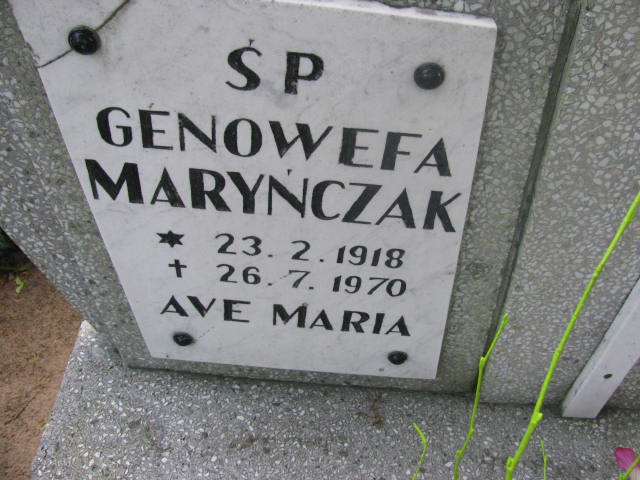 ŚP
GENOWEFA
MARYŃCZAK
★ 23.2.1918
† 26.7.1970
AVE MARIA